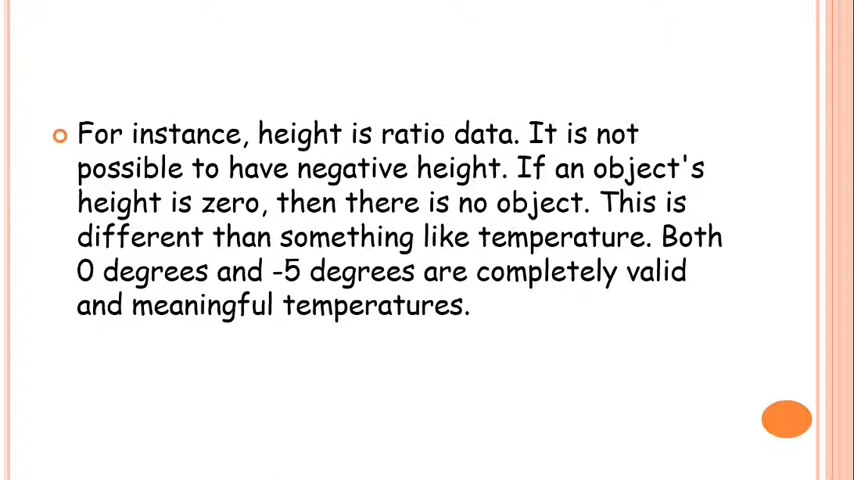 For instance, height is ratio data. It is not
possible to have negative height. If an object's
height is zero, then there is no object. This is
different than something like temperature. Both
0 degrees and -5 degrees are completely valid
and meaningful temperatures.